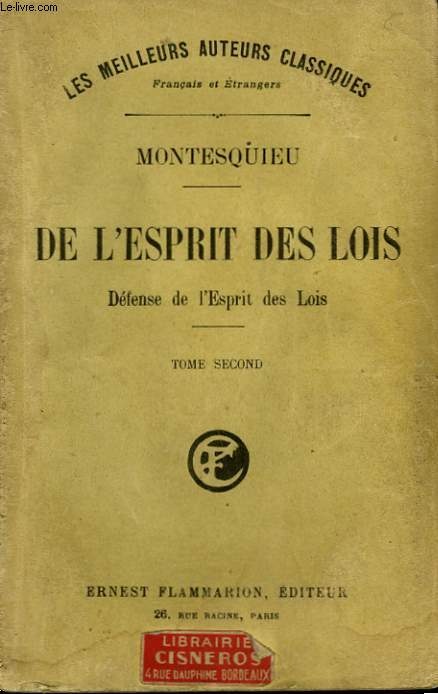 Le-livre.com
LES MEILLEURS AUTEURS CLASSIQUES
Français et Étrangers
MONTESQUIEU
DE L'ESPRIT DES LOIS
Défense de l'Esprit des Lois
TOME SECOND
ERNEST FLAMMARION, ÉDITEUR
26, RUE RACINE, PARIS
LIBRAIRIE
CISNEROS
4 RUE DAUPHINE BORDEAUX